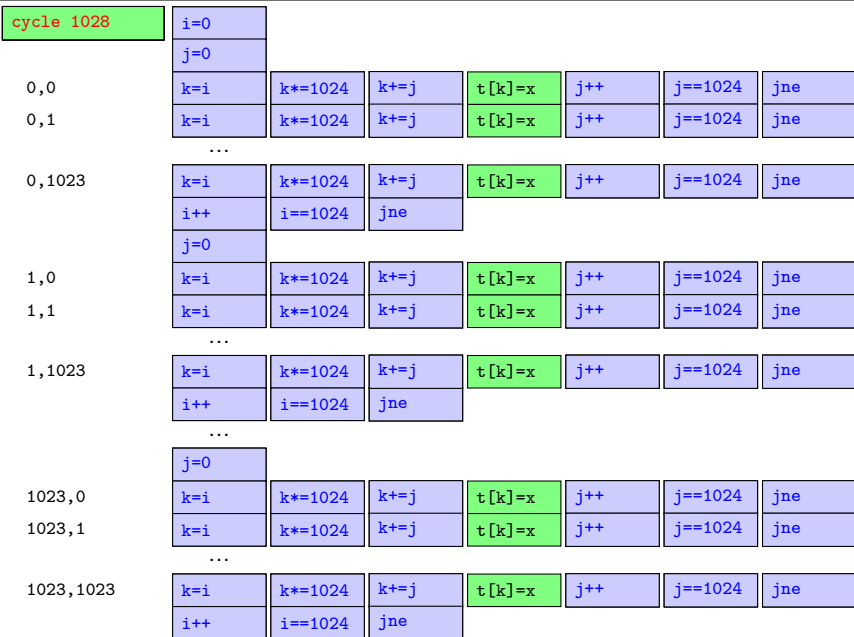 cycle 1028 i=0
j=0
0,0 k=i k*=1024 k+=j t[k]=x j++ j==1024 jne
0,1 k=i k*=1024 k+=j t[k]=x j++ j==1024 jne
...
0,1023 k=i k*=1024 k+=j t[k]=x j++ j==1024 jne
i++ i==1024 jne
j=0
1,0 k=i k*=1024 k+=j t[k]=x j++ j==1024 jne
1,1 k=i k*=1024 k+=j t[k]=x j++ j==1024 jne
...
1,1023 k=i k*=1024 k+=j t[k]=x j++ j==1024 jne
i++ i==1024 jne
...
j=0
1023,0 k=i k*=1024 k+=j t[k]=x j++ j==1024 jne
1023,1 k=i k*=1024 k+=j t[k]=x j++ j==1024 jne
...
1023,1023 k=i k*=1024 k+=j t[k]=x j++ j==1024 jne
i++ i==1024 jne